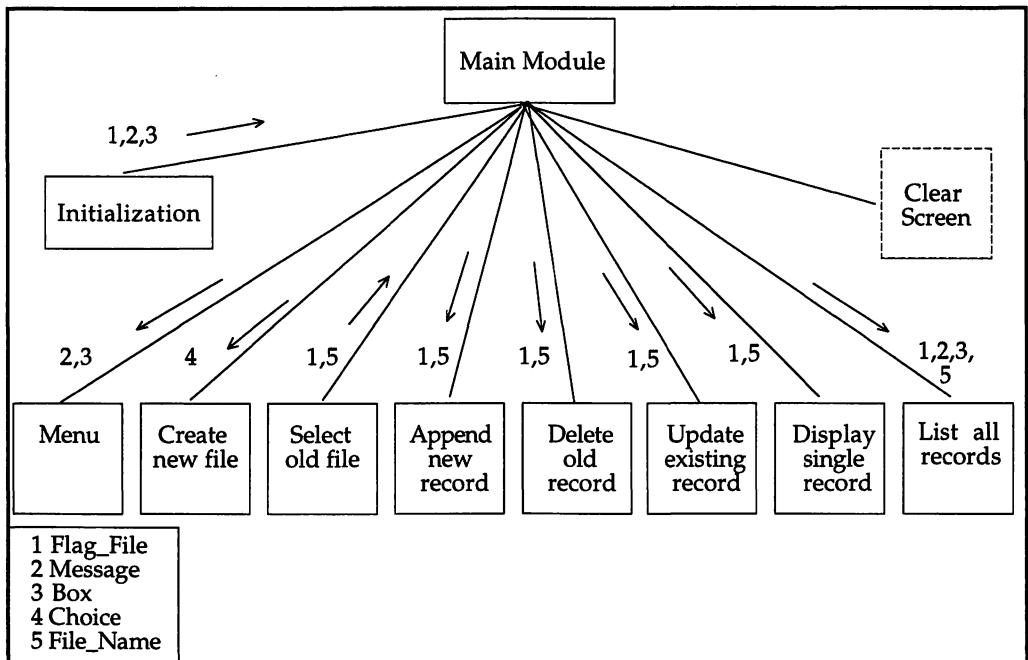 Main Module
1,2,3
Initialization
Clear
Screen
2,3
4
1,5
1,5
1,5
1,5
1,5
1,2,3,
5
Menu
Create
new file
Select
old file
Append
new
record
Delete
old
record
Update
existing
record
Display
single
record
List all
records
1 Flag_File
2 Message
3 Box
4 Choice
5 File_Name